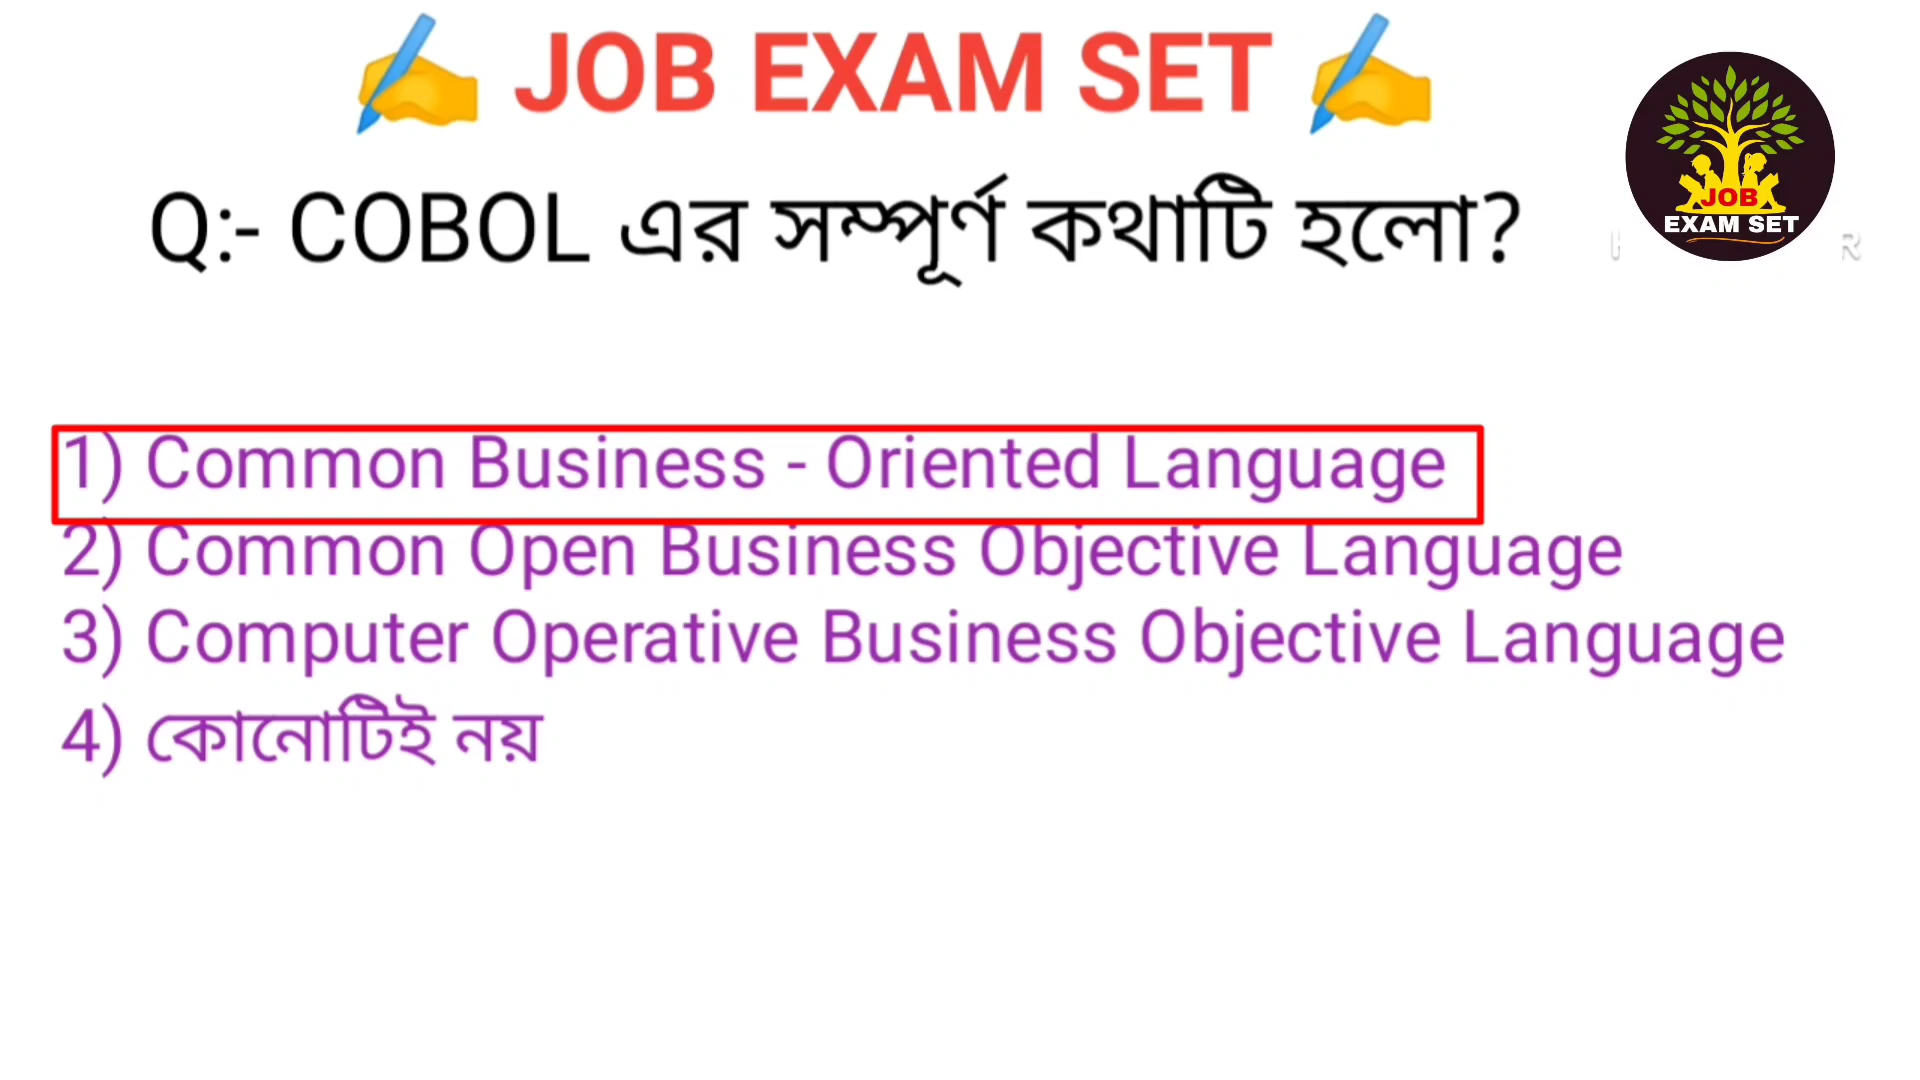 ✍️ JOB EXAM SET ✍️
Q:- COBOL এর সম্পূর্ণ কথাটি হলো?
JOB
EXAM SET
1) Common Business - Oriented Language
2) Common Open Business Objective Language
3) Computer Operative Business Objective Language
4) কোনোটিই নয়